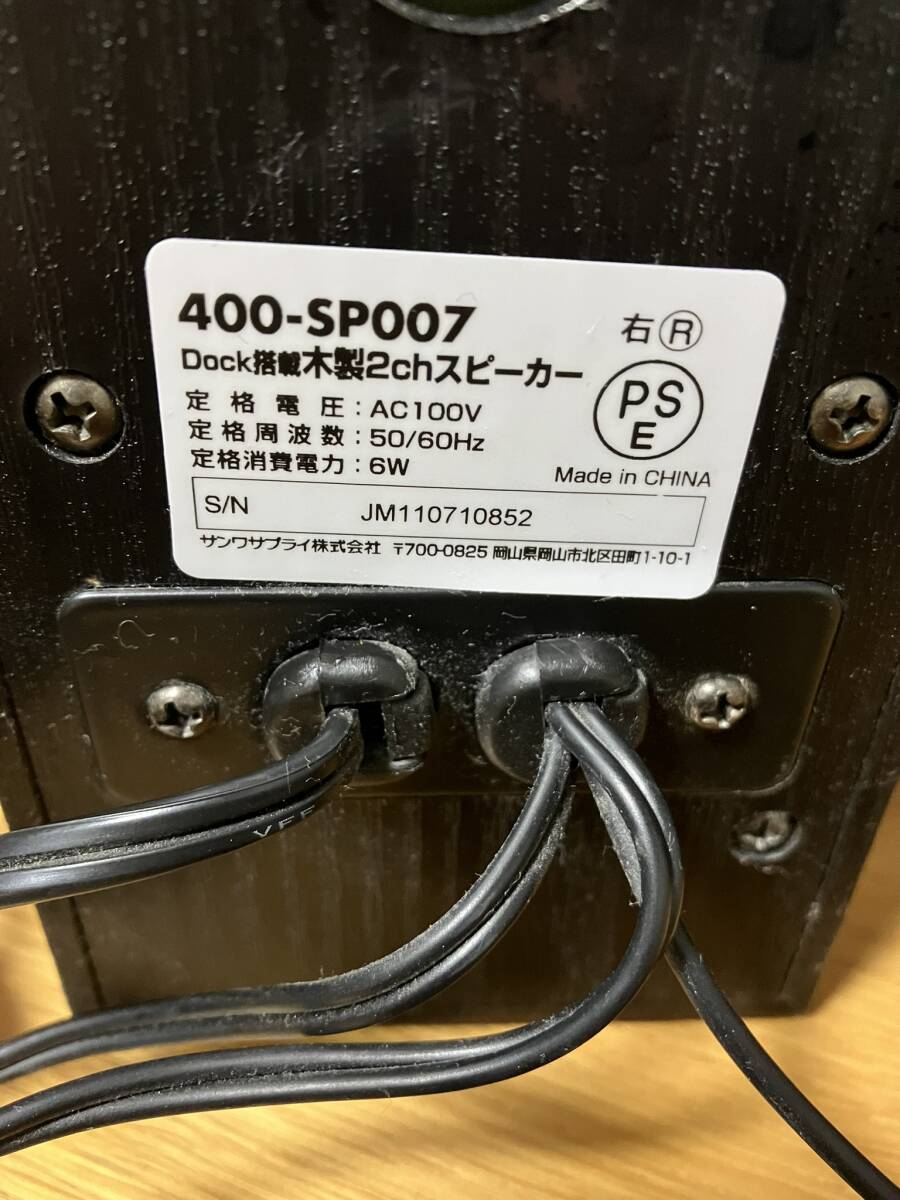 400-SP007
右 Ⓡ
Dock搭載木製2chスピーカー
PS
E
定格電圧：AC100V
定格周波数：50/60Hz
定格消費電力：6W
Made in CHINA
S/N JM110710852
サンワサプライ株式会社 〒700-0825 岡山県岡山市北区田町1-10-1